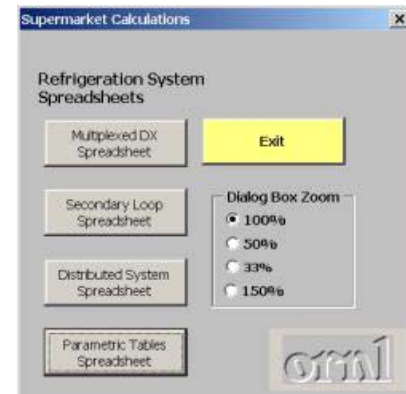 Supermarket Calculations
Refrigeration System
Spreadsheets
Multiplexed DX
Spreadsheet
Exit
Secondary Loop
Spreadsheet
Distributed System
Spreadsheet
Parametric Tables
Spreadsheet
Dialog Box Zoom
100%
50%
33%
150%
ornl